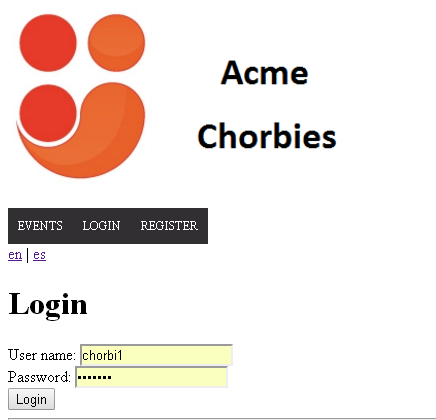 Acme
Chorbies
EVENTS LOGIN REGISTER
en | es
Login
User name: chorbi1
Password: •••••••
Login